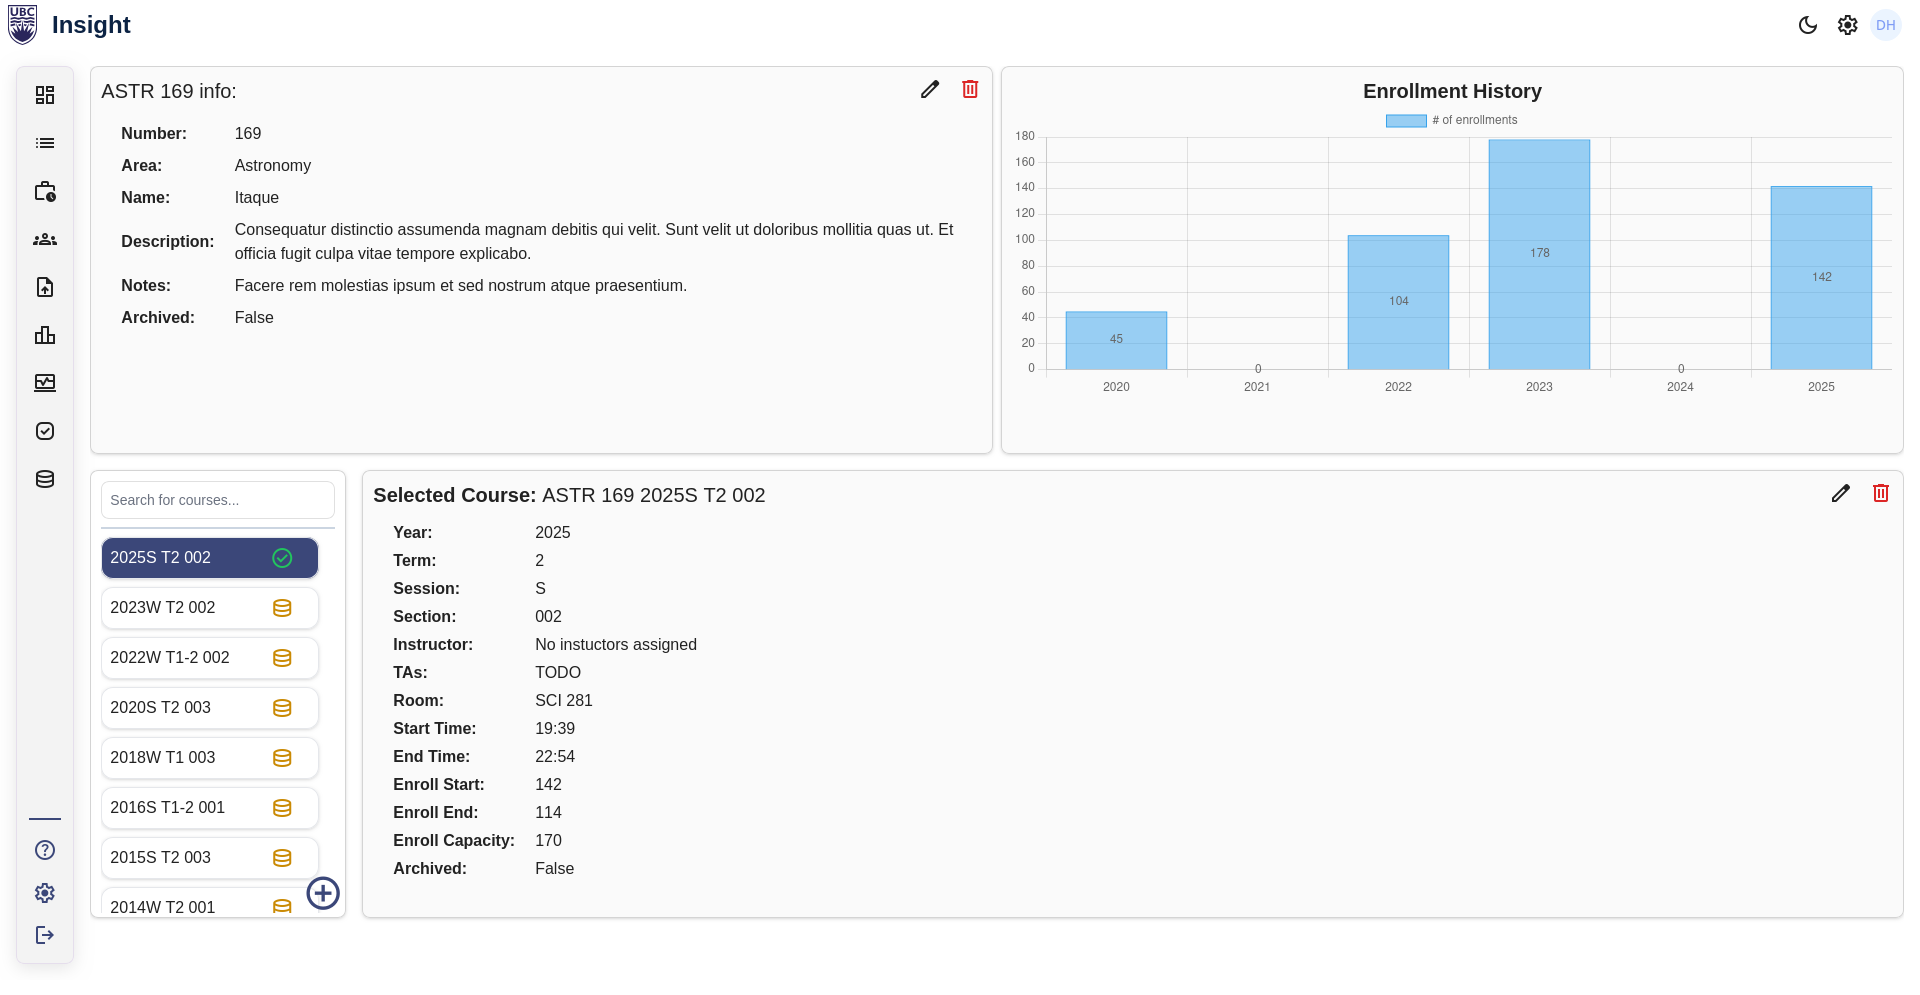 UBC
Insight
DH
ASTR 169 info:
Number: 169
Area: Astronomy
Name: Itaque
Description: Consequatur distinctio assumenda magnam debitis qui velit. Sunt velit ut doloribus mollitia quas ut. Et
officia fugit culpa vitae tempore explicabo.
Notes: Facere rem molestias ipsum et sed nostrum atque praesentium.
Archived: False
Enrollment History
# of enrollments
180
160
140
120
100
80
60
40
20
0
45
0
104
178
0
142
2020 2021 2022 2023 2024 2025
Search for courses...
2025S T2 002
2023W T2 002
2022W T1-2 002
2020S T2 003
2018W T1 003
2016S T1-2 001
2015S T2 003
2014W T2 001
Selected Course: ASTR 169 2025S T2 002
Year: 2025
Term: 2
Session: S
Section: 002
Instructor: No instuctors assigned
TAs: TODO
Room: SCI 281
Start Time: 19:39
End Time: 22:54
Enroll Start: 142
Enroll End: 114
Enroll Capacity: 170
Archived: False